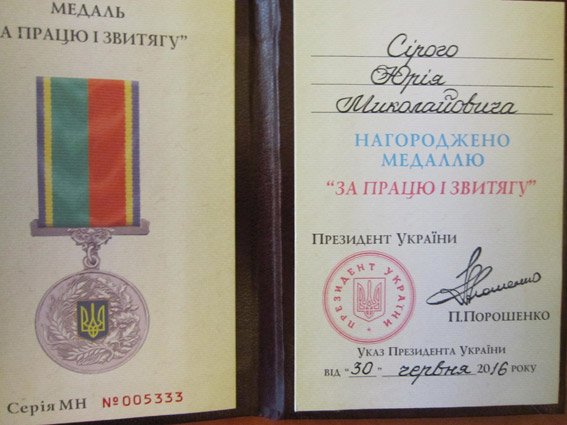 МЕДАЛЬ
ЗА ПРАЦЮ І ЗВИТЯГУ”
Серія МН №005333
Сірого
Юрія
Миколайовича
НАГОРОДЖЕНО
МЕДАЛЛЮ
“ЗА ПРАЦЮ І ЗВИТЯГУ”
ПРЕЗИДЕНТ УКРАЇНИ
ПРЕЗИДЕНТ УКРАЇНИ
П.ПОРОШЕНКО
УКАЗ ПРЕЗИДЕНТА УКРАЇНИ
ВІД “30” червня 2016 РОКУ